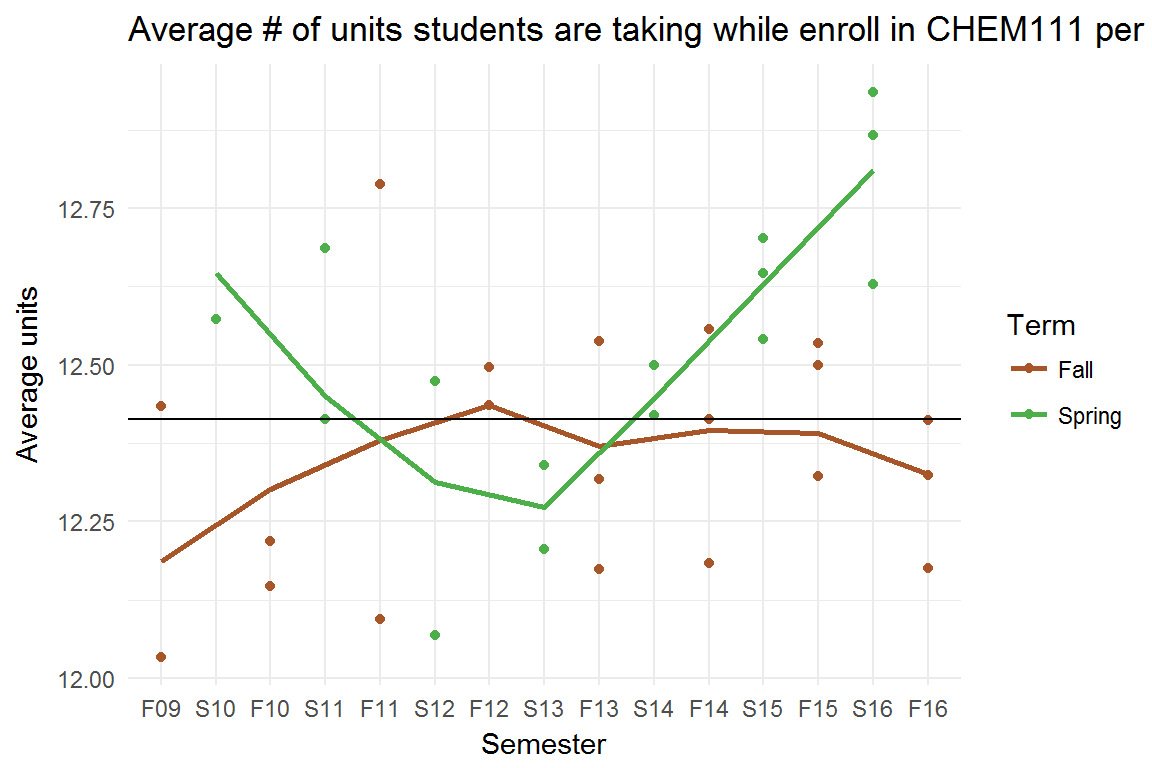 Average # of units students are taking while enroll in CHEM111 per
Average units
12.75
12.50
12.25
12.00
F09 S10 F10 S11 F11 S12 F12 S13 F13 S14 F14 S15 F15 S16 F16
Semester
Term
Fall
Spring